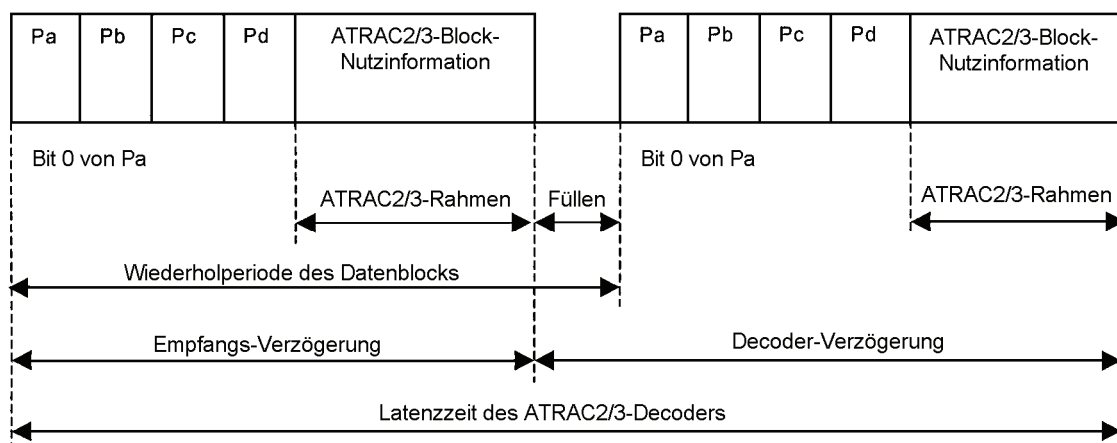 Pa Pb Pc Pd ATRAC2/3-Block- Pa Pb Pc Pd ATRAC2/3-Block-
Nutzinformation Nutzinformation
Bit 0 von Pa Bit 0 von Pa
ATRAC2/3-Rahmen Füllen ATRAC2/3-Rahmen
Wiederholperiode des Datenblocks
Empfangs-Verzögerung Decoder-Verzögerung
Latenzzeit des ATRAC2/3-Decoders